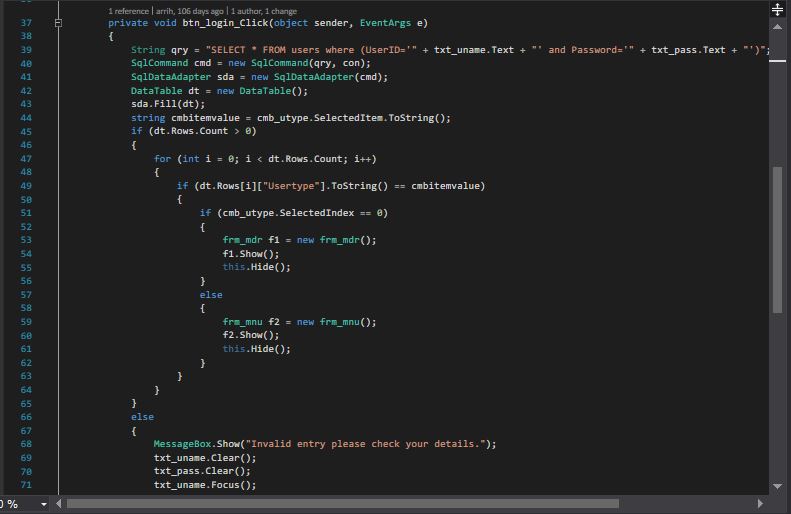 1 reference | arrih, 106 days ago | 1 author, 1 change
37 private void btn_login_Click(object sender, EventArgs e)
38 {
39 String qry = "SELECT * FROM users where (UserID='" + txt_uname.Text + "' and Password='" + txt_pass.Text + "')";
40 SqlCommand cmd = new SqlCommand(qry, con);
41 SqlDataAdapter sda = new SqlDataAdapter(cmd);
42 DataTable dt = new DataTable();
43 sda.Fill(dt);
44 string cmbitemvalue = cmb_utype.SelectedItem.ToString();
45 if (dt.Rows.Count > 0)
46 {
47 for (int i = 0; i < dt.Rows.Count; i++)
48 {
49 if (dt.Rows[i]["Usertype"].ToString() == cmbitemvalue)
50 {
51 if (cmb_utype.SelectedIndex == 0)
52 {
53 frm_mdr f1 = new frm_mdr();
54 f1.Show();
55 this.Hide();
56 }
57 else
58 {
59 frm_mnu f2 = new frm_mnu();
60 f2.Show();
61 this.Hide();
62 }
63 }
64 }
65 }
66 else
67 {
68 MessageBox.Show("Invalid entry please check your details.");
69 txt_uname.Clear();
70 txt_pass.Clear();
71 txt_uname.Focus();
0 %